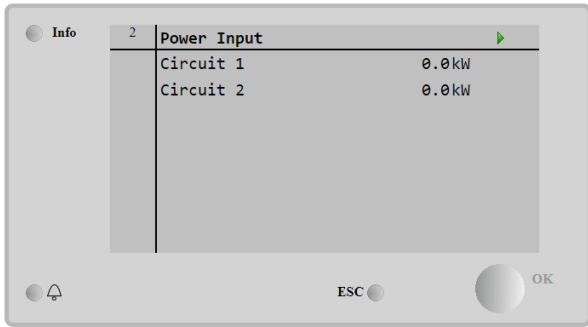 Info
2 Power Input
Circuit 1 0.0kW
Circuit 2 0.0kW
ESC
OK